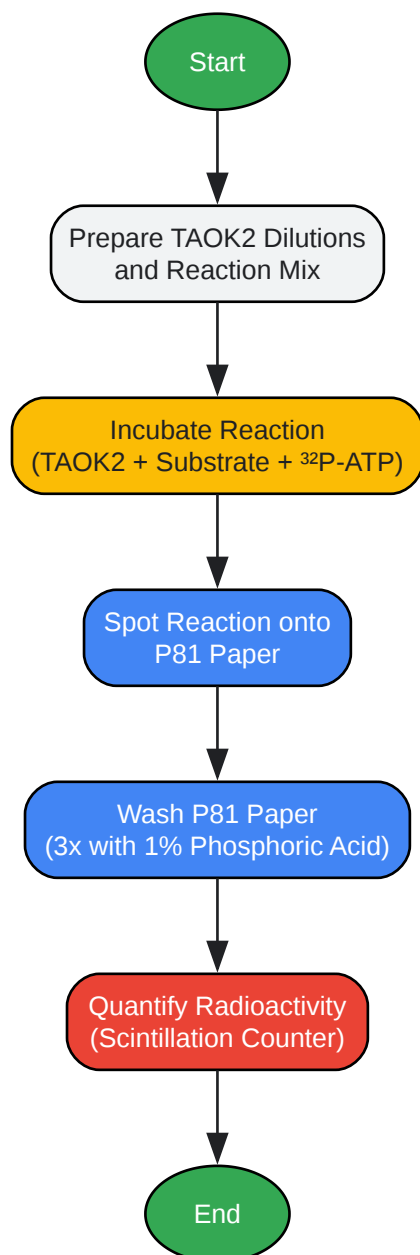 Start
Prepare TAOK2 Dilutions
and Reaction Mix
Incubate Reaction
(TAOK2 + Substrate + ³²P-ATP)
Spot Reaction onto
P81 Paper
Wash P81 Paper
(3x with 1% Phosphoric Acid)
Quantify Radioactivity
(Scintillation Counter)
End